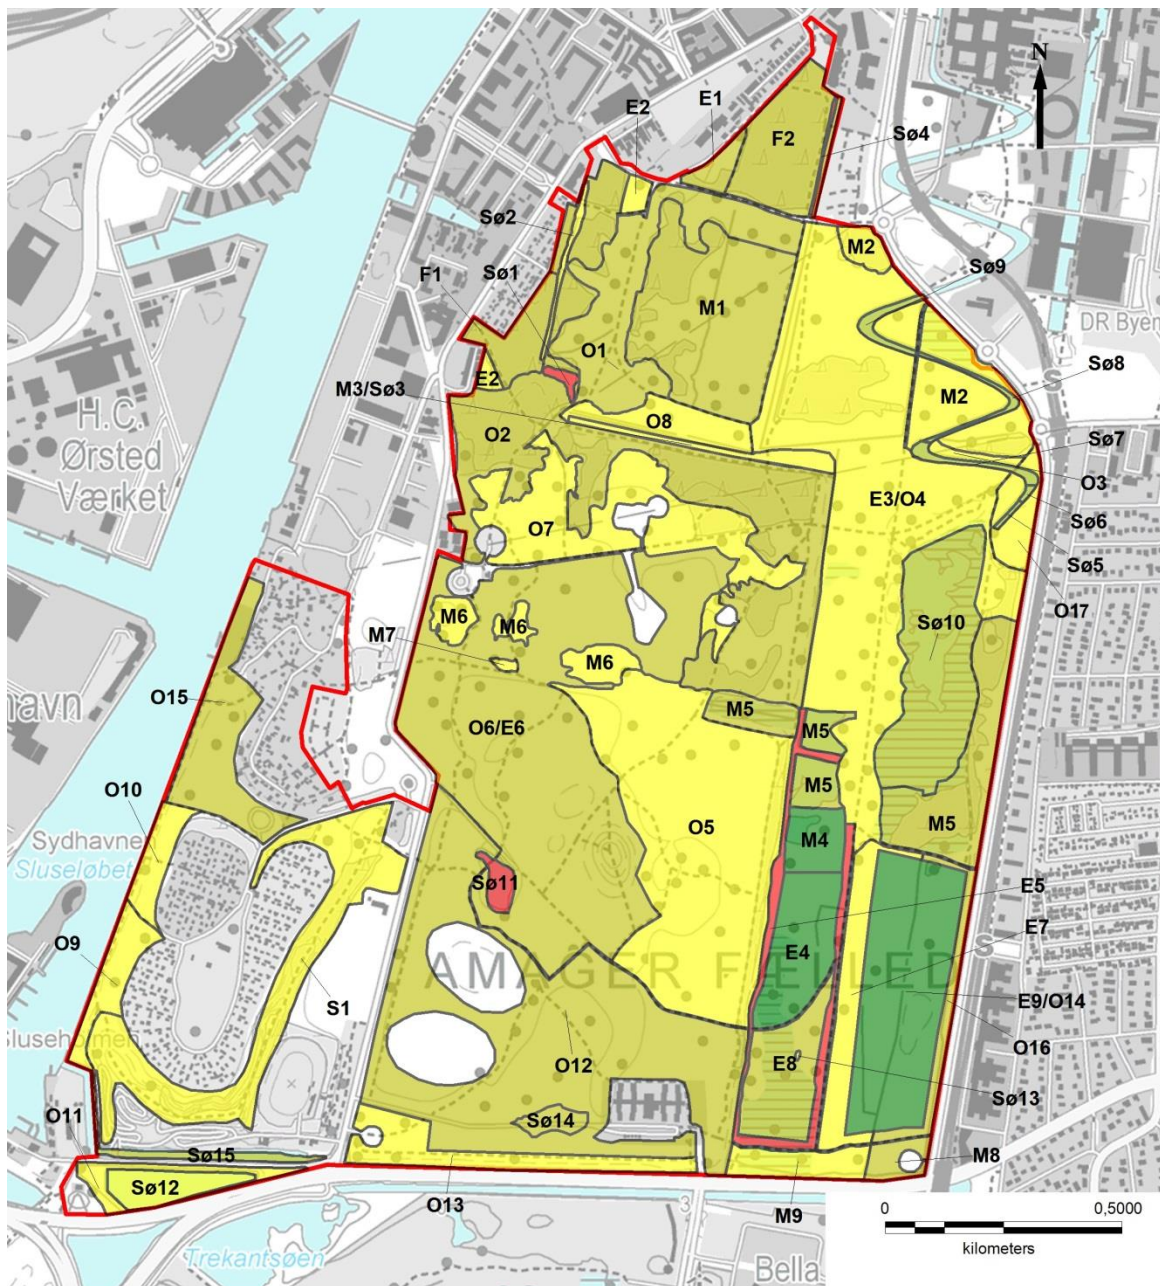 N
E2
E1
F2
Sø4
Sø2
M2
Sø9
Sø1
F1
M1
DR Byen
O1
Sø8
S
E2
M2
M3/Sø3
H.C.
Ørsted
Værket
O8
O2
Sø7
O3
E3/O4
Sø6
O7
Sø5
O17
M6
M6
Sø10
M7
M6
havn
O15
O6/E6
M5
M5
M5
O10
O5
M5
Sydhavne
Sluseløbet
M4
Sø11
E5
E7
O9
S
E4
AMAGER FÆLLED
S1
E9/O14
Sluseholmen
O12
O16
E8
Sø13
O11
Sø14
Sø15
M8
Sø12
O13
3
M9
0 0,5000
kilometers
Trekantsøen
Bella